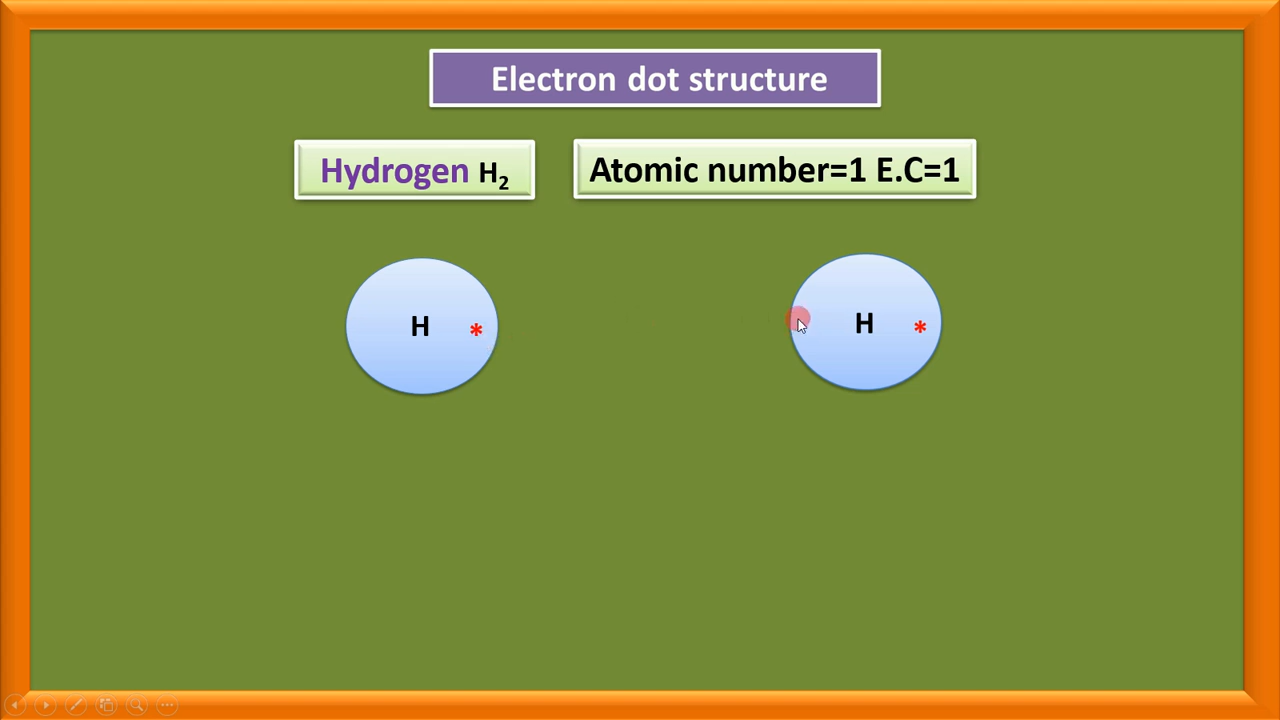 Electron dot structure
Hydrogen H₂
Atomic number=1 E.C=1
H * H *